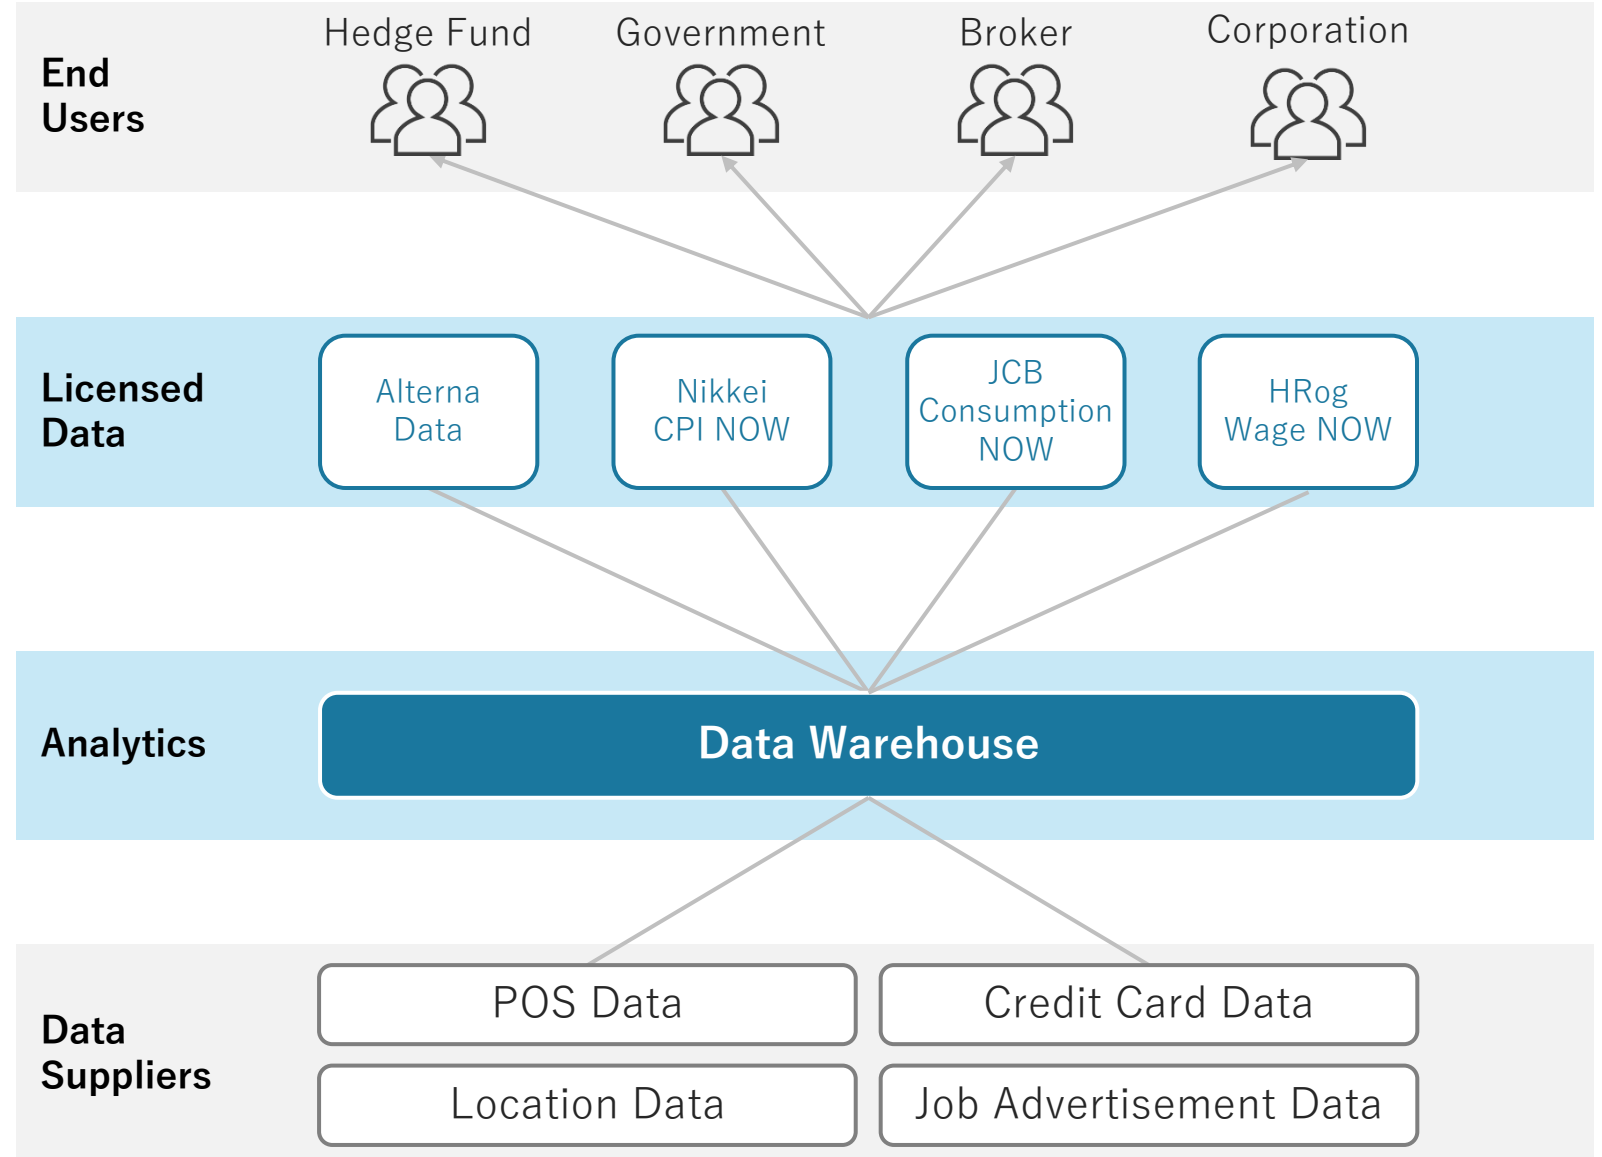 End
Users
Hedge Fund
Government
Broker
Corporation
Licensed
Data
Alterna
Data
Nikkei
CPI NOW
JCB
Consumption
NOW
HRog
Wage NOW
Analytics
Data Warehouse
Data
Suppliers
POS Data
Credit Card Data
Location Data
Job Advertisement Data